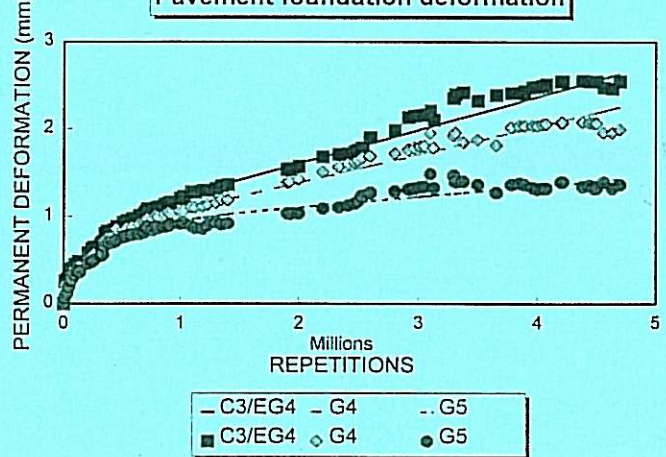 Pavement foundation deformation
PERMANENT DEFORMATION (mm
3
2
1
0
0 1 2 3 4 5
Millions
REPETITIONS
C3/EG4 G4 G5
C3/EG4 G4 G5